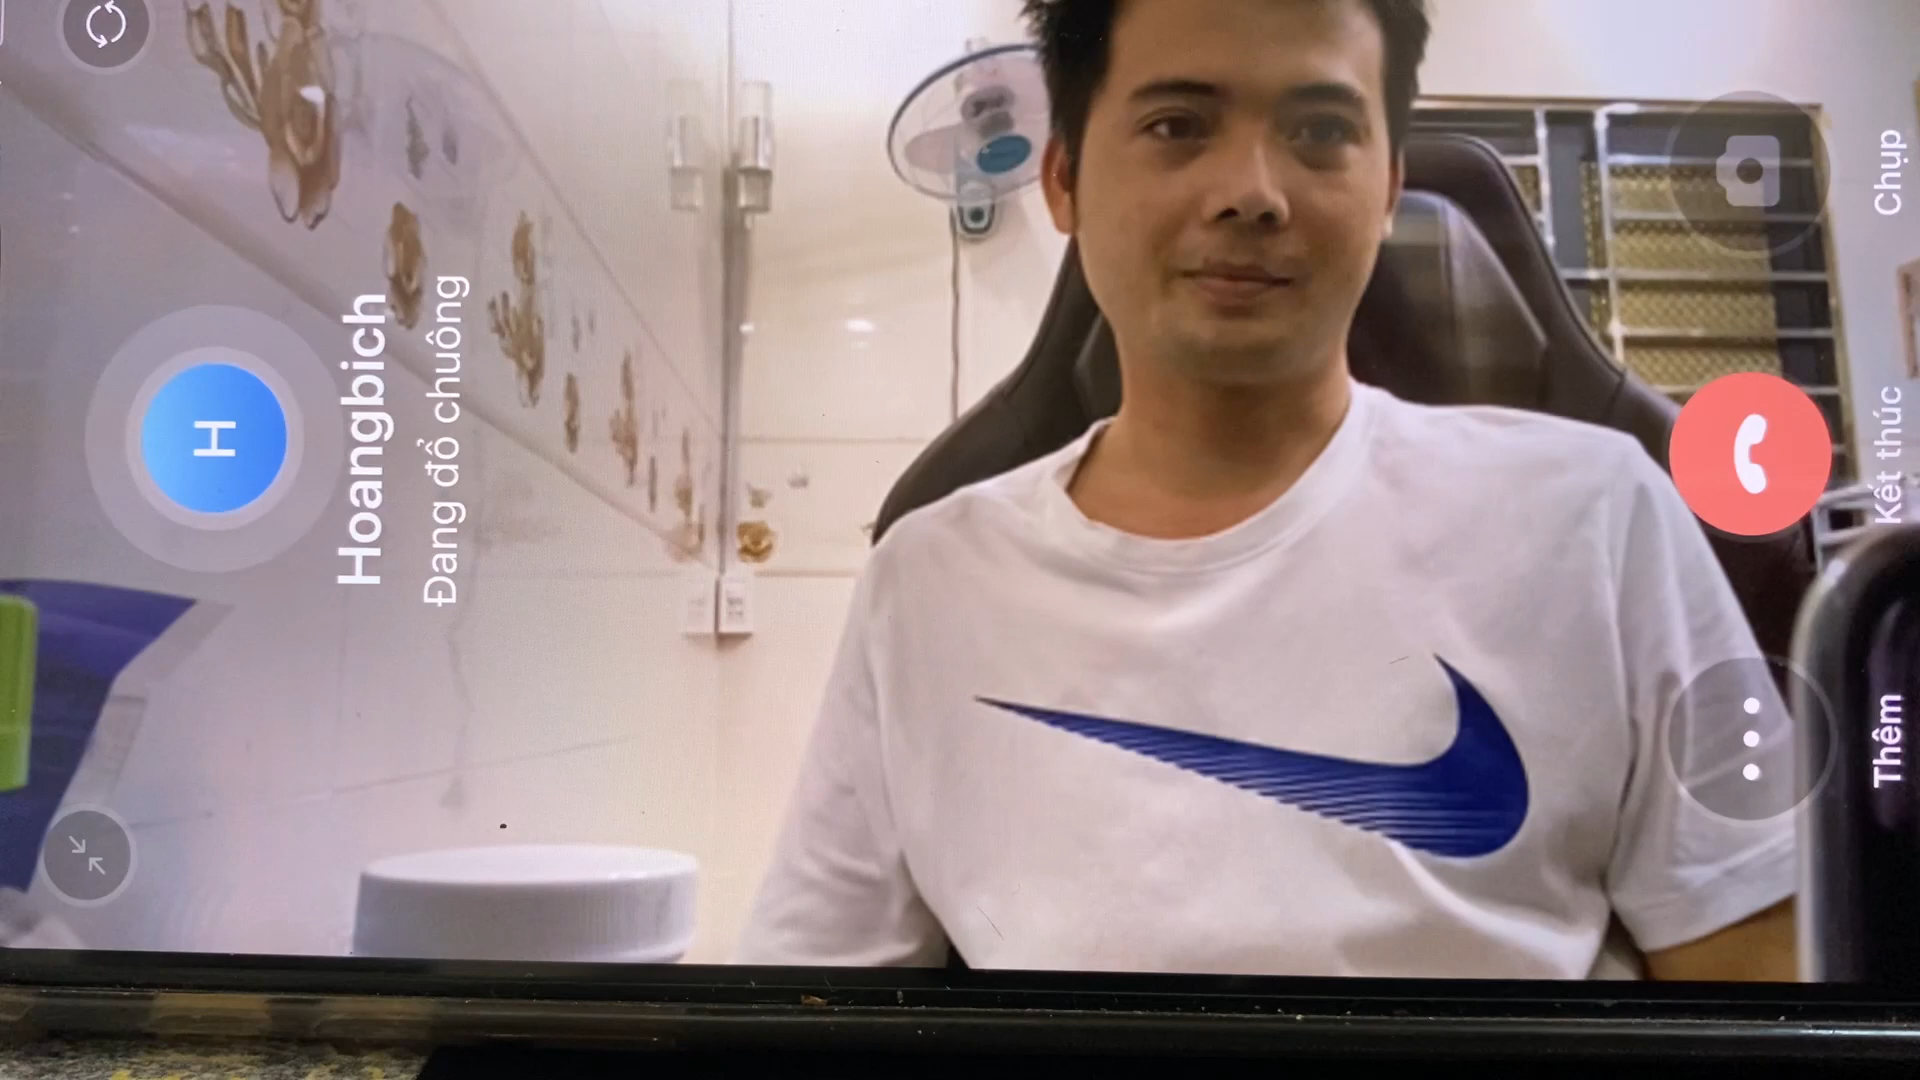 H
Hoangbich
Đang đổ chuông
Chụp
Kết thúc
Thêm